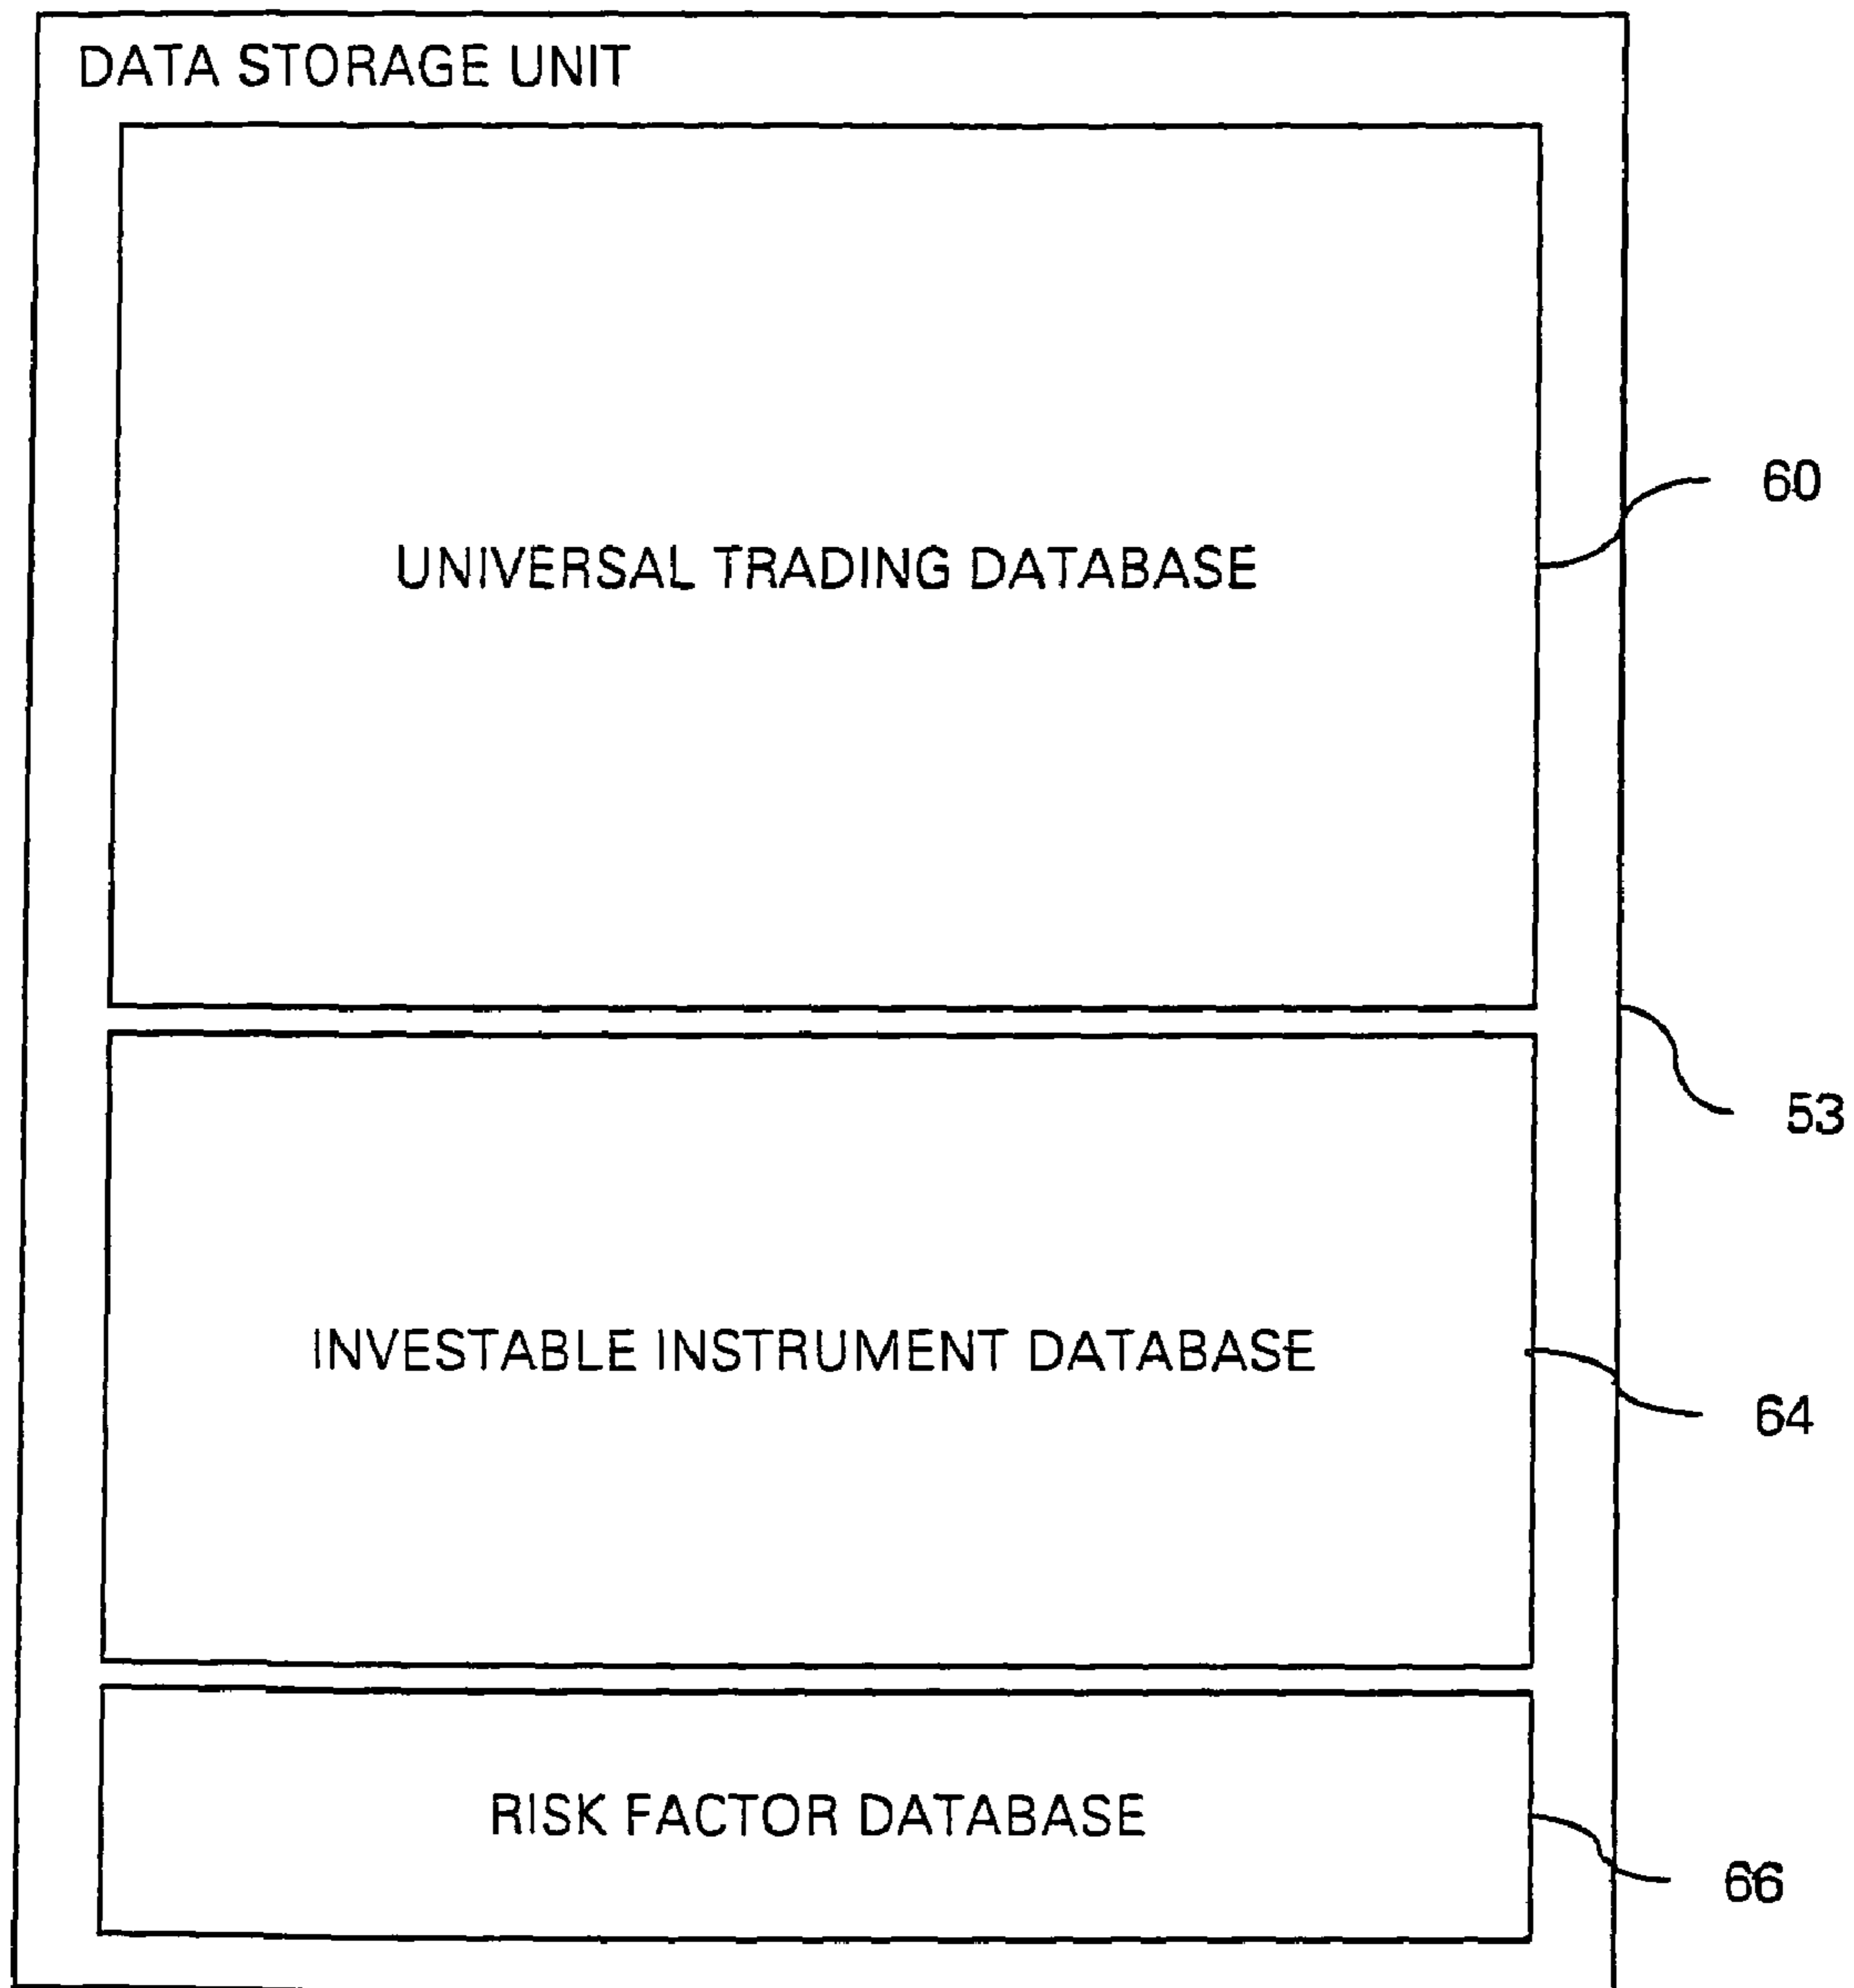 DATA STORAGE UNIT
60
UNIVERSAL TRADING DATABASE
53
INVESTABLE INSTRUMENT DATABASE
64
RISK FACTOR DATABASE
66